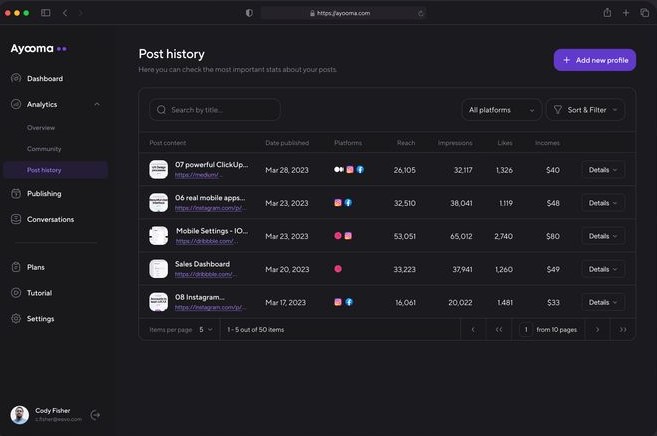 https://ayooma.com
Ayooma
Dashboard
Analytics
Overview
Community
Post history
Publishing
Conversations
Plans
Tutorial
Settings
Cody Fisher
Post history
Here you can check the most important stats about your posts.
Add new profile
Search by title...
All platforms
Sort & Filter
Post content Date published Platforms Reach Impressions Likes Incomes
07 powerful ClickUp... Mar 28, 2023 26,105 32,117 1,326 $40 Details
https://medium/...
06 real mobile apps... Mar 23, 2023 32,510 38,041 1.119 $48 Details
https://instagram.com/p/...
Mobile Settings - IO... Mar 23, 2023 53,051 65,012 2,740 $80 Details
https://dribbble.com/...
Sales Dashboard Mar 20, 2023 33,223 37,941 1,260 $49 Details
https://dribbble.com/...
08 Instagram... Mar 17, 2023 16,061 20,022 1.481 $33 Details
https://instagram.com/p/...
Items per page 5 1 - 5 out of 50 items 1 from 10 pages